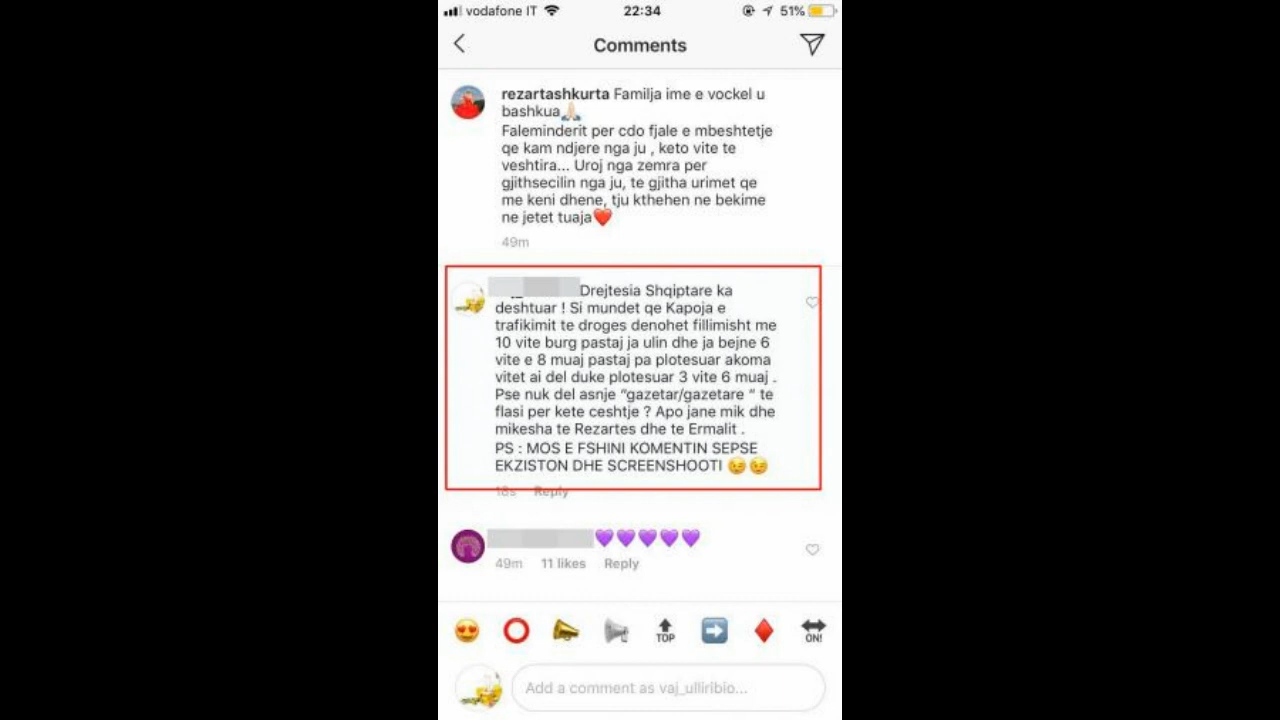 vodafone IT 22:34 51%
Comments
rezartashkurta Familja ime e vockel u
bashkua🙏🏻
Faleminderit per cdo fjale e mbeshtetje
qe kam ndjere nga ju , keto vite te
veshtira... Uroj nga zemra per
gjithsecilin nga ju, te gjitha urimet qe
me keni dhene, tju kthehen ne bekime
ne jetet tuaja❤️
49m
Drejtesia Shqiptare ka
deshtuar ! Si mundet qe Kapoja e
trafikimit te droges denohet fillimisht me
10 vite burg pastaj ja ulin dhe ja bejne 6
vite e 8 muaj pastaj pa plotesuar akoma
vitet ai del duke plotesuar 3 vite 6 muaj .
Pse nuk del asnje “gazetar/gazetare “ te
flasi per kete ceshtje ? Apo jane mik dhe
mikesha te Rezartes dhe te Ermalit .
PS : MOS E FSHINI KOMENTIN SEPSE
EKZISTON DHE SCREENSHOOTI 😉😉
18s Reply
💜💜💜💜💜
49m 11 likes Reply
TOP ON!
Add a comment as vaj_ulliribio...